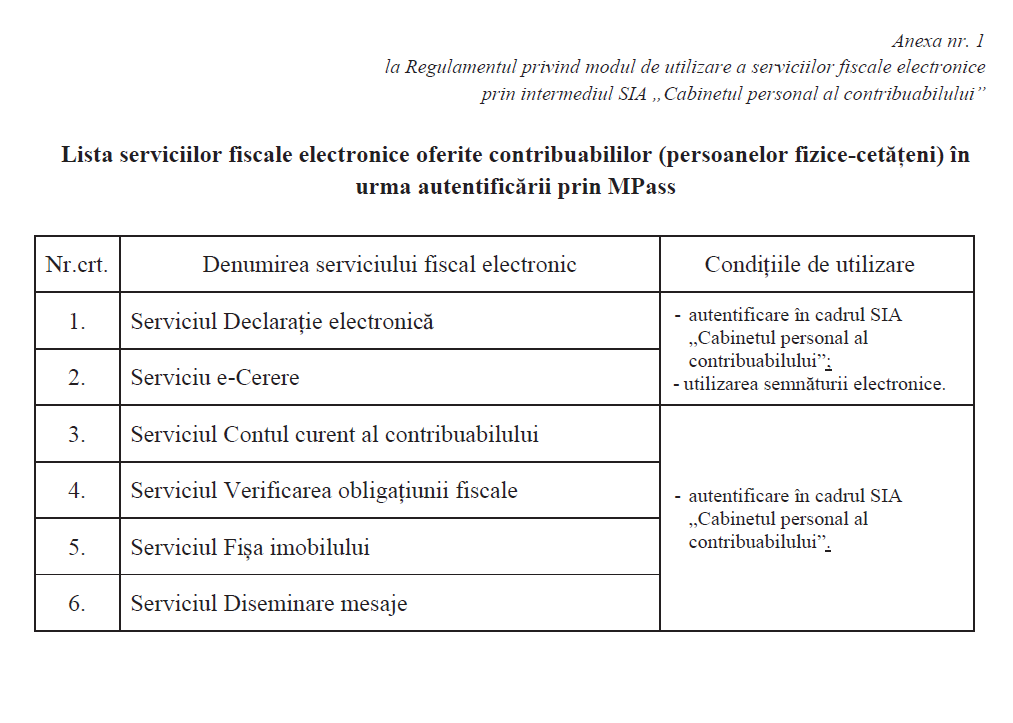 Anexa nr. 1
la Regulamentul privind modul de utilizare a serviciilor fiscale electronice
prin intermediul SIA „Cabinetul personal al contribuabilului”
Lista serviciilor fiscale electronice oferite contribuabililor (persoanelor fizice-cetățeni) în
urma autentificării prin MPass
Nr.crt. Denumirea serviciului fiscal electronic Condițiile de utilizare
1. Serviciul Declarație electronică
2. Serviciu e-Cerere
- autentificare în cadrul SIA
„Cabinetul personal al
contribuabilului”;
- utilizarea semnăturii electronice.
3. Serviciul Contul curent al contribuabilului
4. Serviciul Verificarea obligațiunii fiscale
5. Serviciul Fișa imobilului
6. Serviciul Diseminare mesaje
- autentificare în cadrul SIA
„Cabinetul personal al
contribuabilului”.